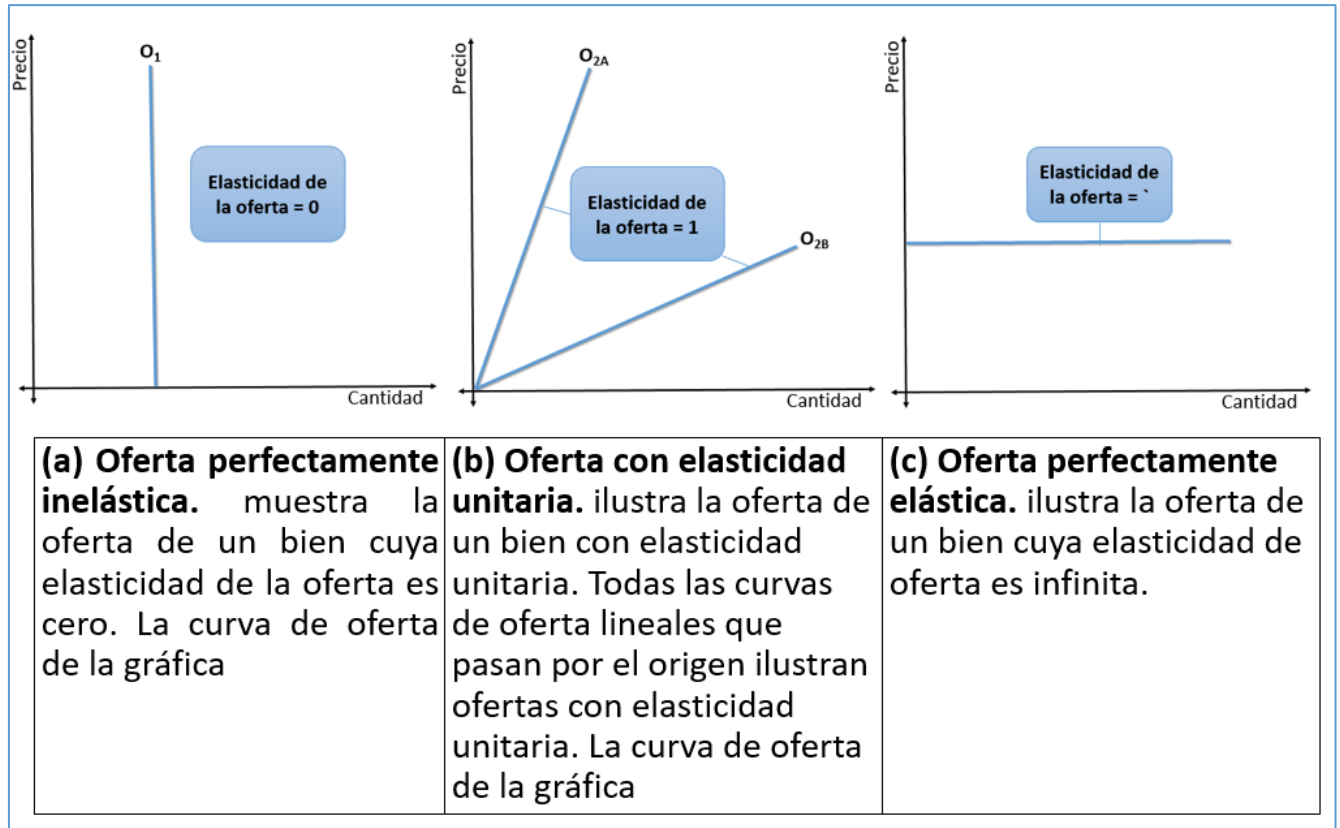 Precio
O1
Elasticidad de
la oferta = 0
Cantidad
Precio
O2A
Elasticidad de
la oferta = 1
O2B
Cantidad
Precio
Elasticidad de
la oferta = `
Cantidad
(a) Oferta perfectamente
inelástica. muestra la
oferta de un bien cuya
elasticidad de la oferta es
cero. La curva de oferta
de la gráfica
(b) Oferta con elasticidad
unitaria. ilustra la oferta de
un bien con elasticidad
unitaria. Todas las curvas
de oferta lineales que
pasan por el origen ilustran
ofertas con elasticidad
unitaria. La curva de oferta
de la gráfica
(c) Oferta perfectamente
elástica. ilustra la oferta de
un bien cuya elasticidad de
oferta es infinita.